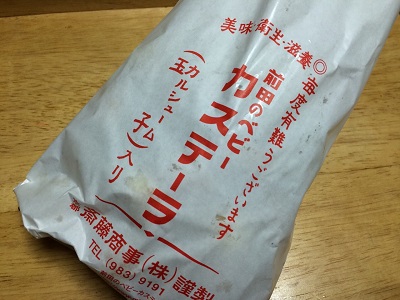 美味・衛生・滋養◎毎度有難うございます
前田のベビー
カステーラ
(カルシューム
玉子)入り
斎藤商事(株)謹製
TEL (983) 9191